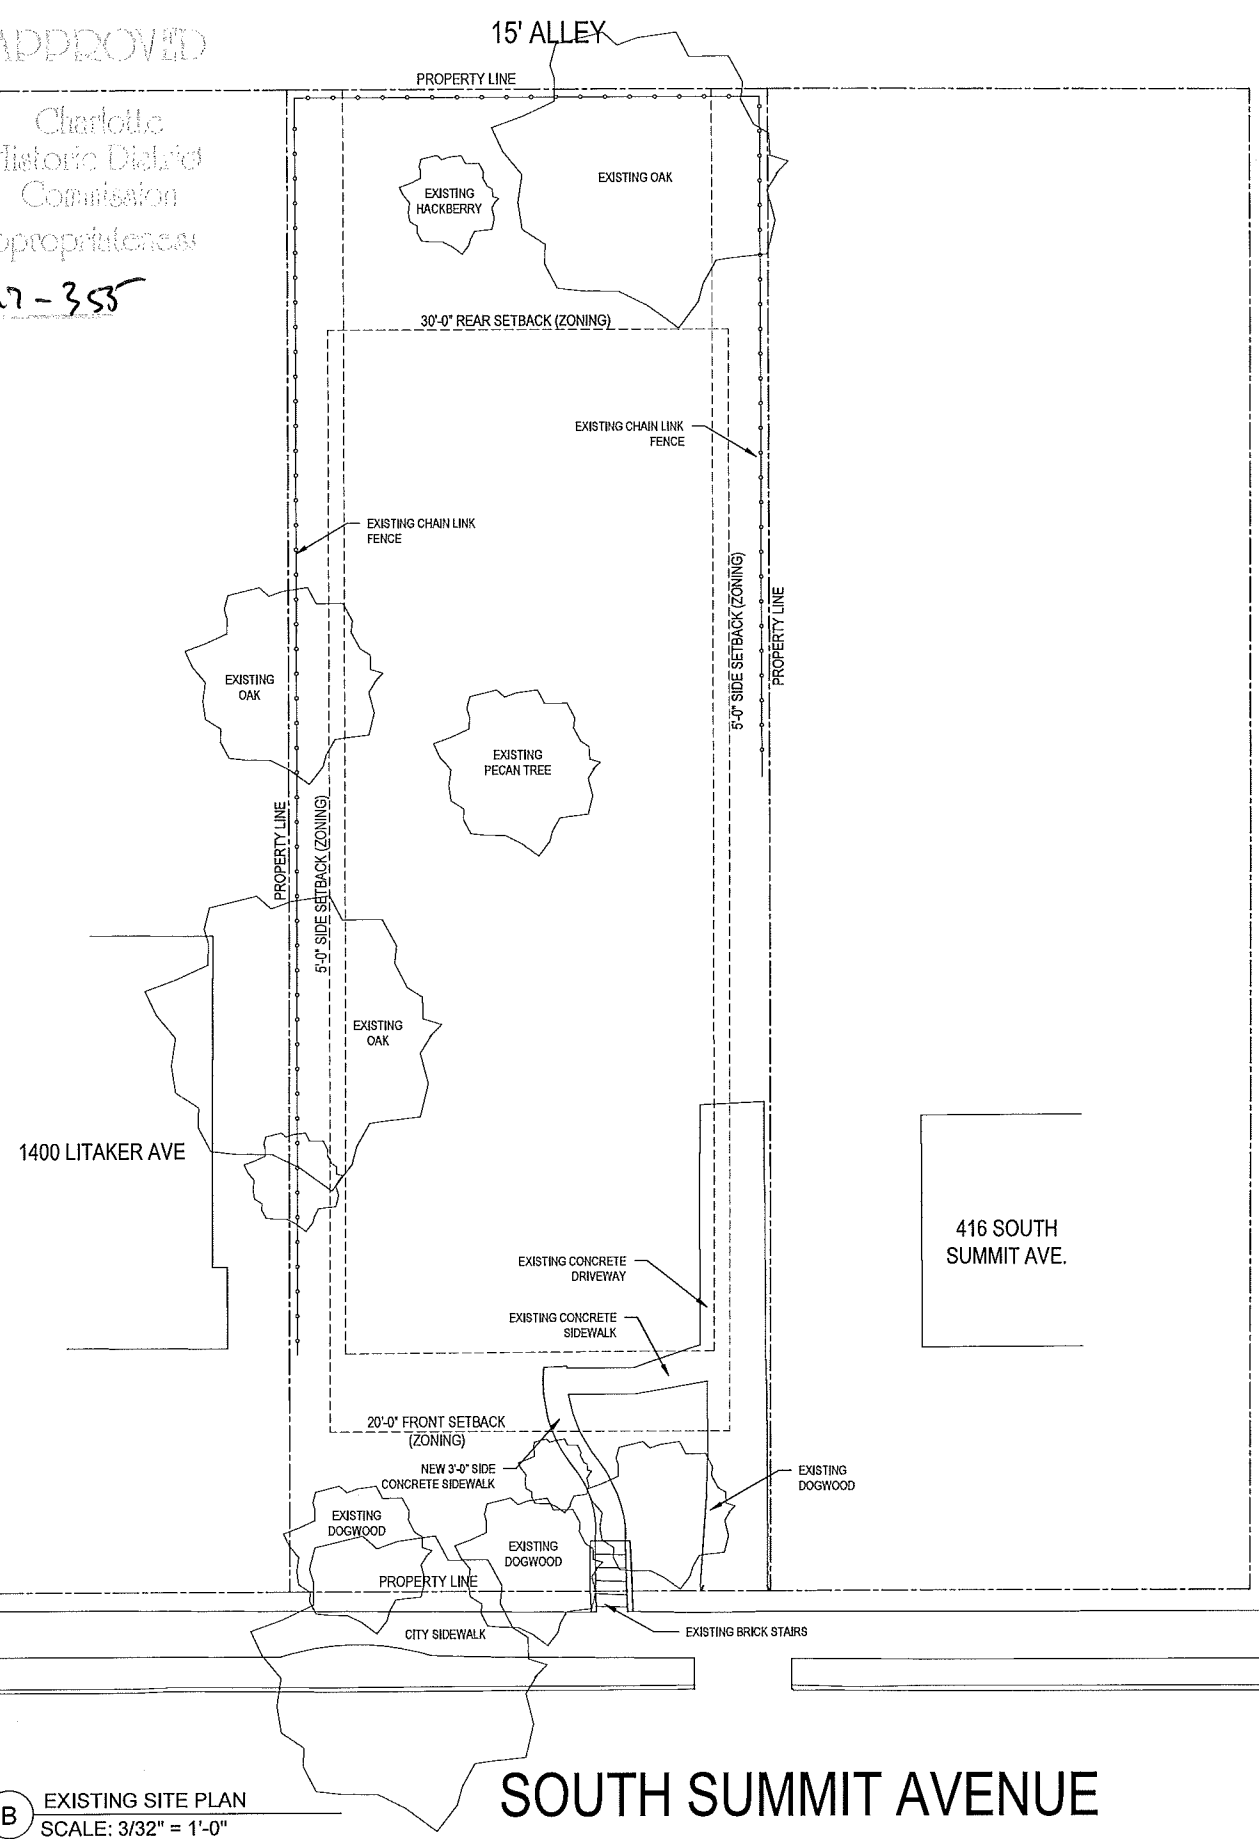 15' ALLEY
APPROVED
PROPERTY LINE
Charlotte
Historic District
Commission
EXISTING OAK
EXISTING
HACKBERRY
- 355
30'-0" REAR SETBACK (ZONING)
EXISTING CHAIN LINK
FENCE
EXISTING CHAIN LINK
FENCE
5'-0" SIDE SETBACK (ZONING)
PROPERTY LINE
EXISTING
OAK
EXISTING
PECAN TREE
PROPERTY LINE
5'-0" SIDE SETBACK (ZONING)
EXISTING
OAK
1400 LITAKER AVE
416 SOUTH
SUMMIT AVE.
EXISTING CONCRETE
DRIVEWAY
EXISTING CONCRETE
SIDEWALK
20'-0" FRONT SETBACK
(ZONING)
NEW 3'-0" SIDE
CONCRETE SIDEWALK
EXISTING
DOGWOOD
EXISTING
DOGWOOD
EXISTING
DOGWOOD
PROPERTY LINE
CITY SIDEWALK
EXISTING BRICK STAIRS
SOUTH SUMMIT AVENUE
B
EXISTING SITE PLAN
SCALE: 3/32" = 1'-0"